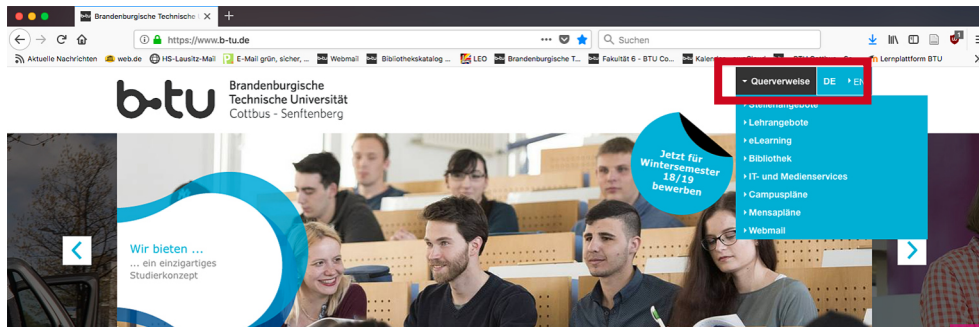 Brandenburgische Technische
https://www.b-tu.de
Suchen
Aktuelle Nachrichten web.de HS-Lausitz-Mail E-Mail grün, sicher, ... Webmail Bibliothekskatalog ... LEO Brandenburgische T... Fakultät 6 - BTU Co... Lernplattform BTU
b-tu
Brandenburgische
Technische Universität
Cottbus - Senftenberg
Querverweise DE EN
Stellenangebote
Lehrangebote
eLearning
Bibliothek
IT- und Medienservices
Campuspläne
Mensapläne
Webmail
Jetzt für
Wintersemester
18/19
bewerben
Wir bieten ...
... ein einzigartiges
Studierkonzept